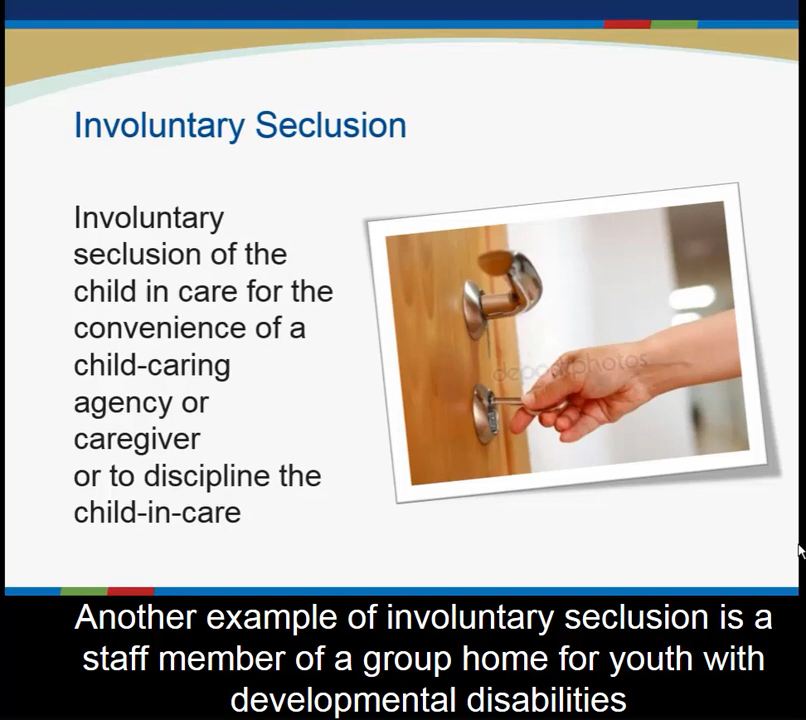 Involuntary Seclusion
Involuntary
seclusion of the
child in care for the
convenience of a
child-caring
agency or
caregiver
or to discipline the
child-in-care
depositphotos
Another example of involuntary seclusion is a
staff member of a group home for youth with
developmental disabilities